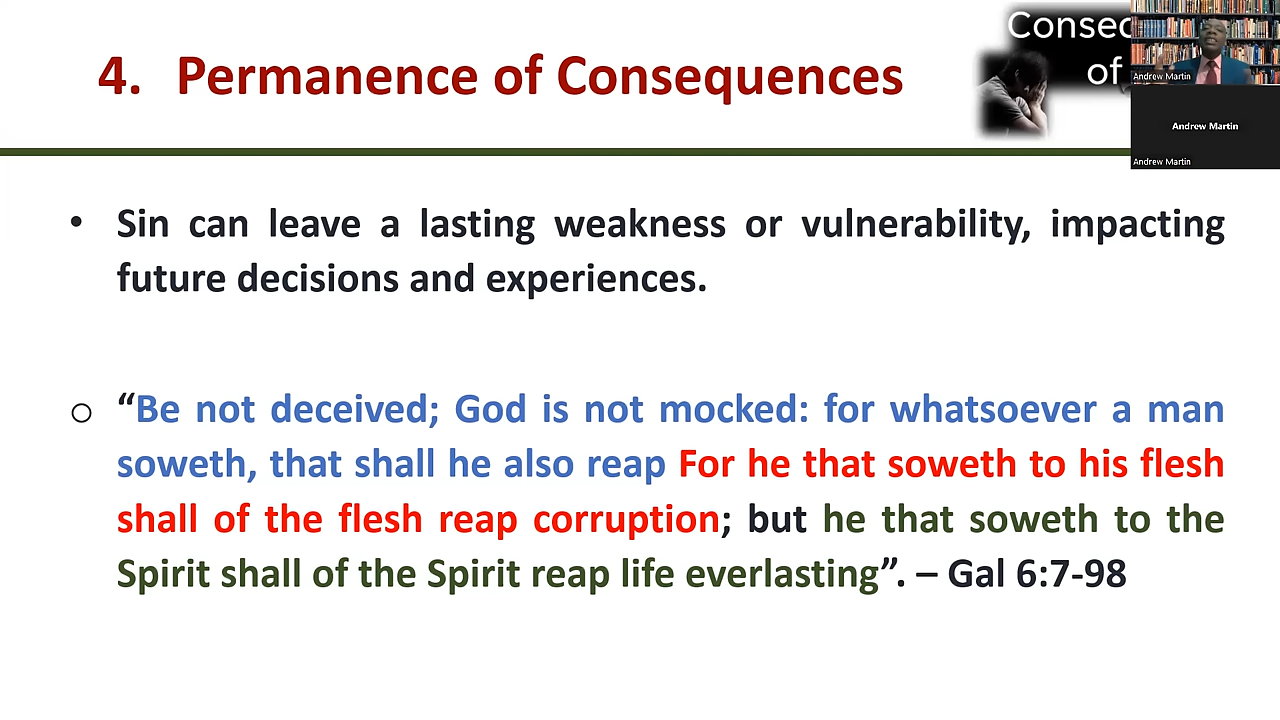 4. Permanence of Consequences
Conseq
of
Andrew Martin
Andrew Martin
Andrew Martin
• Sin can leave a lasting weakness or vulnerability, impacting
future decisions and experiences.
○ “Be not deceived; God is not mocked: for whatsoever a man
soweth, that shall he also reap For he that soweth to his flesh
shall of the flesh reap corruption; but he that soweth to the
Spirit shall of the Spirit reap life everlasting”. – Gal 6:7-98